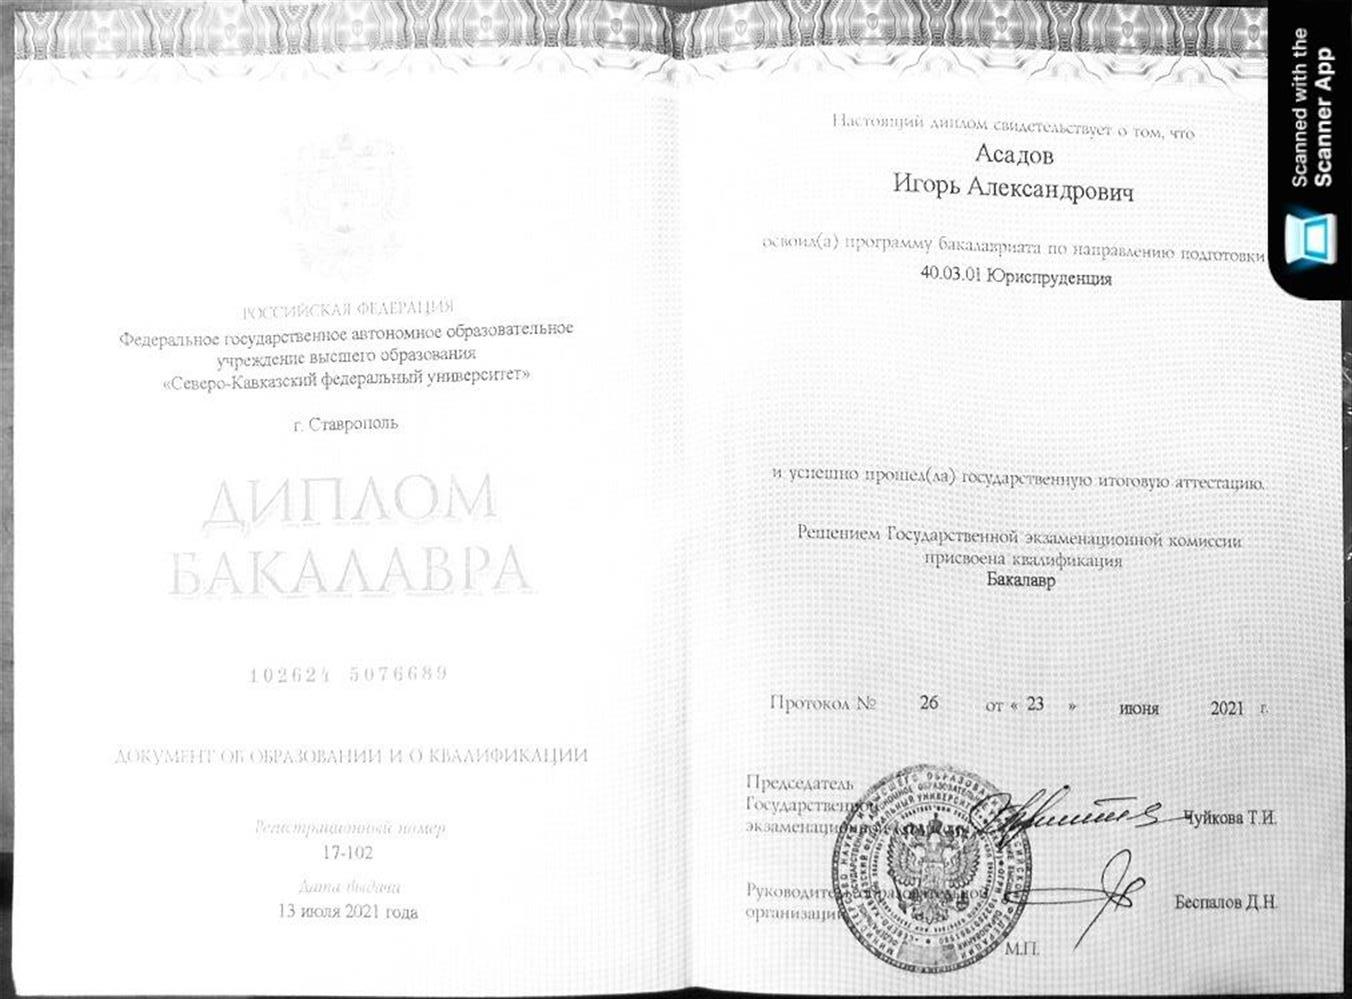 РОССИЙСКАЯ ФЕДЕРАЦИЯ
Федеральное государственное автономное образовательное
учреждение высшего образования
«Северо-Кавказский федеральный университет»
г. Ставрополь
ДИПЛОМ
БАКАЛАВРА
102624 5076689
ДОКУМЕНТ ОБ ОБРАЗОВАНИИ И О КВАЛИФИКАЦИИ
Регистрационный номер
17-102
Дата выдачи
13 июля 2021 года
Настоящий диплом свидетельствует о том, что
Асадов
Игорь Александрович
освоил(а) программу бакалавриата по направлению подготовки
40.03.01 Юриспруденция
и успешно прошел(ла) государственную итоговую аттестацию.
Решением Государственной экзаменационной комиссии
присвоена квалификация
Бакалавр
Протокол № 26 от « 23 » июня 2021 г.
Председатель
Государственной
экзаменационной
Чуйкова Т.И.
Руководитель образовательной
организации
Беспалов Д.Н.
М.П.
Scanned with the
Scanner App